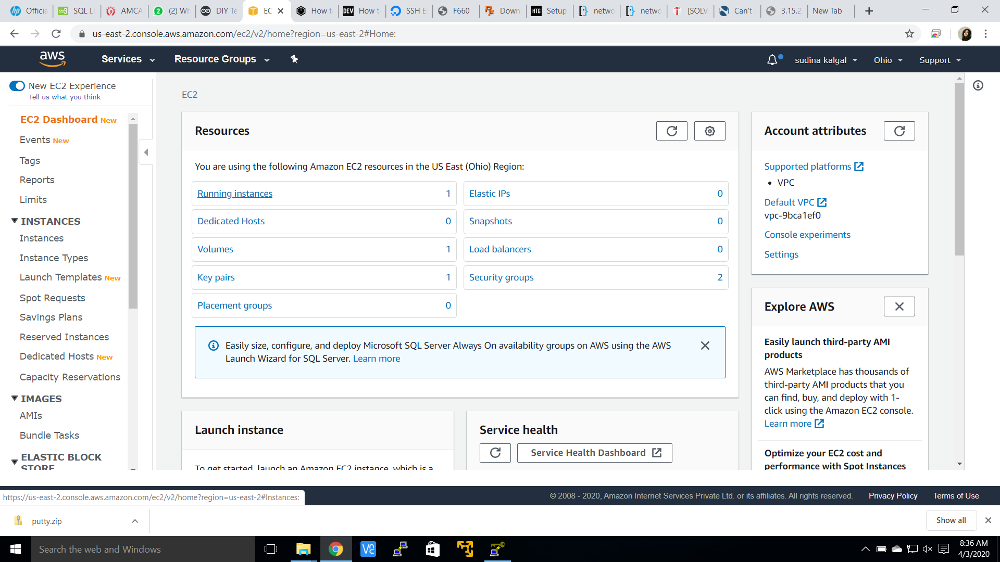 Officia
SQL LI
AMCA
(2) Wh
DIY Te
EC
How t
How t
SSH E
F660
Down
Setup
netwo
netwo
[SOLV
Can't
3.15.2
New Tab
us-east-2.console.aws.amazon.com/ec2/v2/home?region=us-east-2#Home:
aws
Services
Resource Groups
sudina kalgal
Ohio
Support
New EC2 Experience
Tell us what you think
EC2 Dashboard New
Events New
Tags
Reports
Limits
INSTANCES
Instances
Instance Types
Launch Templates New
Spot Requests
Savings Plans
Reserved Instances
Dedicated Hosts New
Capacity Reservations
IMAGES
AMIs
Bundle Tasks
ELASTIC BLOCK
STORE
EC2
Resources
You are using the following Amazon EC2 resources in the US East (Ohio) Region:
Running instances 1
Elastic IPs 0
Dedicated Hosts 0
Snapshots 0
Volumes 1
Load balancers 0
Key pairs 1
Security groups 2
Placement groups 0
Easily size, configure, and deploy Microsoft SQL Server Always On availability groups on AWS using the AWS
Launch Wizard for SQL Server. Learn more
Launch instance
To get started, launch an Amazon EC2 instance, which is a
Service health
Service Health Dashboard
Account attributes
Supported platforms
• VPC
Default VPC
vpc-9bca1ef0
Console experiments
Settings
Explore AWS
Easily launch third-party AMI
products
AWS Marketplace has thousands of
third-party AMI products that you
can find, buy, and deploy with 1-
click using the Amazon EC2 console.
Learn more
Optimize your EC2 cost and
performance with Spot Instances
https://us-east-2.console.aws.amazon.com/ec2/v2/home?region=us-east-2#Instances:
© 2008 - 2020, Amazon Internet Services Private Ltd. or its affiliates. All rights reserved.
Privacy Policy
Terms of Use
putty.zip
Show all
Search the web and Windows
8:36 AM
4/3/2020